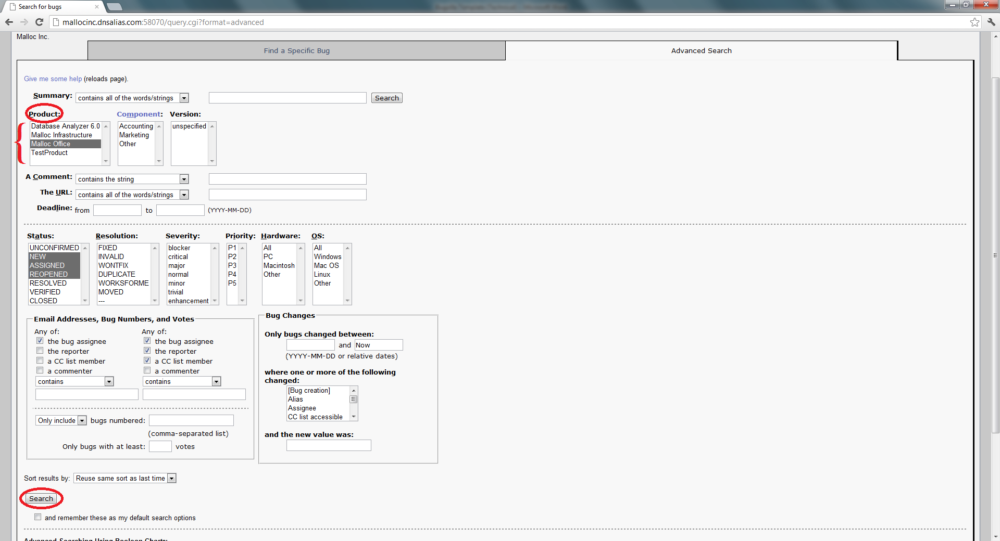 Search for bugs
mallocinc.dnsalias.com:58070/query.cgi?format=advanced
Malloc Inc.
Find a Specific Bug
Advanced Search
Give me some help (reloads page).
Summary: contains all of the words/strings Search
Product: Component: Version:
Database Analyzer 6.0 Accounting unspecified
Malloc Infrastructure Marketing
Malloc Office Other
TestProduct
A Comment: contains the string
The URL: contains all of the words/strings
Deadline: from to (YYYY-MM-DD)
Status: Resolution: Severity: Priority: Hardware: OS:
UNCONFIRMED FIXED blocker P1 All All
NEW INVALID critical P2 PC Windows
ASSIGNED WONTFIX major P3 Macintosh Mac OS
REOPENED DUPLICATE normal P4 Other Linux
RESOLVED WORKSFORME minor P5 Other
VERIFIED MOVED trivial
CLOSED --- enhancement
Email Addresses, Bug Numbers, and Votes
Any of: Any of:
the bug assignee the bug assignee
the reporter the reporter
a CC list member a CC list member
a commenter a commenter
contains contains
Only include bugs numbered:
(comma-separated list)
Only bugs with at least: votes
Bug Changes
Only bugs changed between:
and Now
(YYYY-MM-DD or relative dates)
where one or more of the following
changed:
[Bug creation]
Alias
Assignee
CC list accessible
and the new value was:
Sort results by: Reuse same sort as last time
Search
and remember these as my default search options
Advanced Searching Using Boolean Charts: